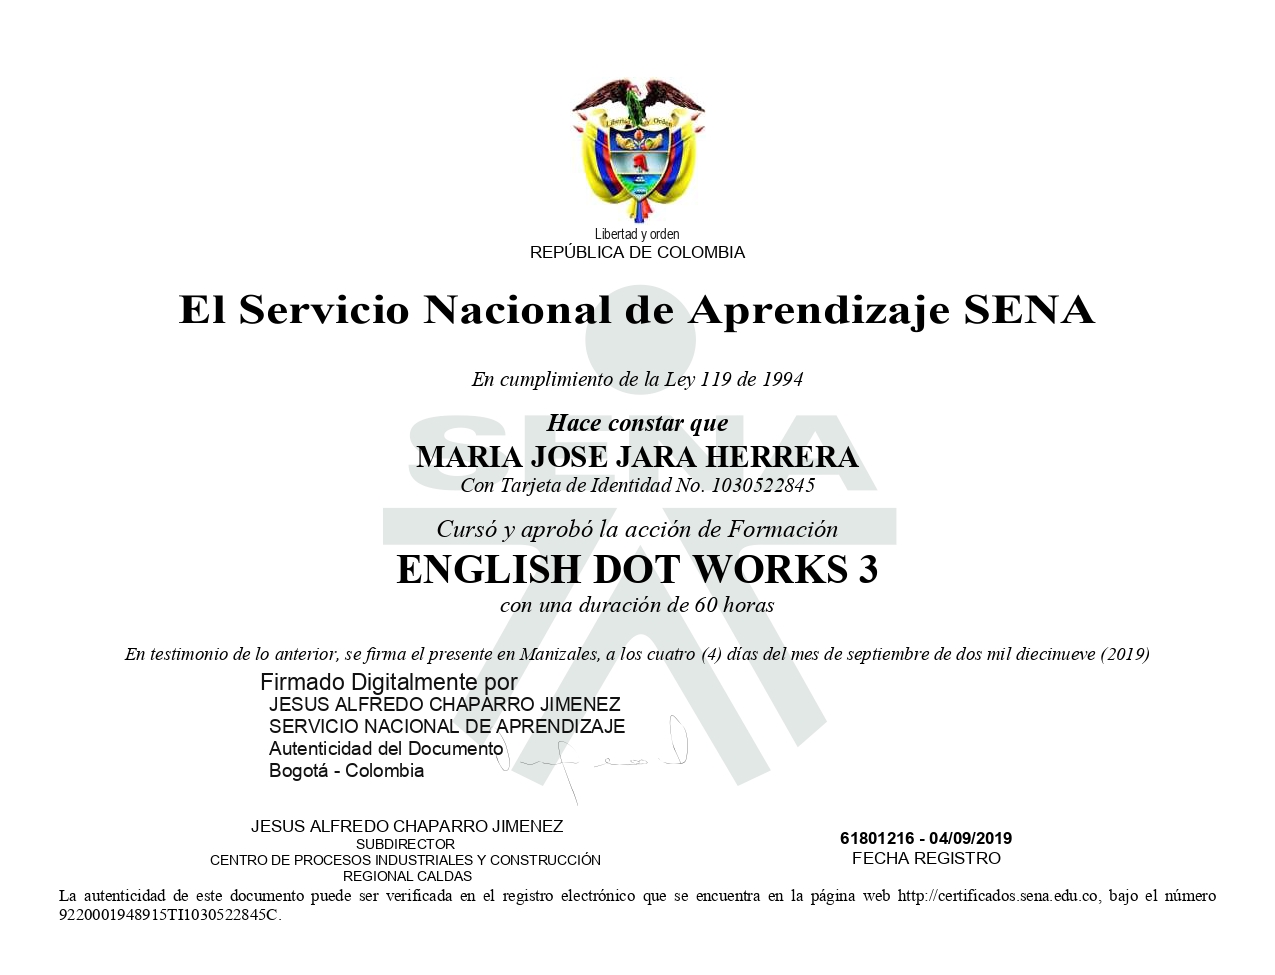 Libertad y Orden
Libertad y orden
REPÚBLICA DE COLOMBIA
El Servicio Nacional de Aprendizaje SENA
En cumplimiento de la Ley 119 de 1994
Hace constar que
SENA
MARIA JOSE JARA HERRERA
Con Tarjeta de Identidad No. 1030522845
Cursó y aprobó la acción de Formación
ENGLISH DOT WORKS 3
con una duración de 60 horas
En testimonio de lo anterior, se firma el presente en Manizales, a los cuatro (4) días del mes de septiembre de dos mil diecinueve (2019)
Firmado Digitalmente por
JESUS ALFREDO CHAPARRO JIMENEZ
SERVICIO NACIONAL DE APRENDIZAJE
Autenticidad del Documento
Bogotá - Colombia
JESUS ALFREDO CHAPARRO JIMENEZ
SUBDIRECTOR
CENTRO DE PROCESOS INDUSTRIALES Y CONSTRUCCIÓN
REGIONAL CALDAS
61801216 - 04/09/2019
FECHA REGISTRO
La autenticidad de este documento puede ser verificada en el registro electrónico que se encuentra en la página web http://certificados.sena.edu.co, bajo el número
9220001948915TI1030522845C.